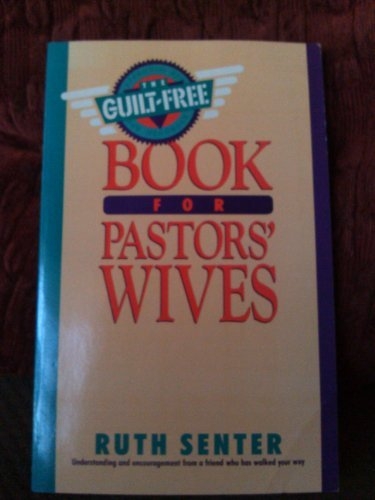 THE
GUILT-FREE
BOOK
FOR
PASTORS'
WIVES
RUTH SENTER
Understanding and encouragement from a friend who has walked your way